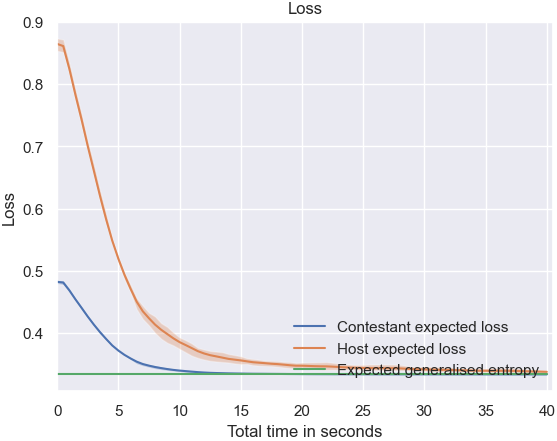 Loss
0.9
0.8
0.7
0.6
0.5
0.4
Loss
Contestant expected loss
Host expected loss
Expected generalised entropy
0 5 10 15 20 25 30 35 40
Total time in seconds